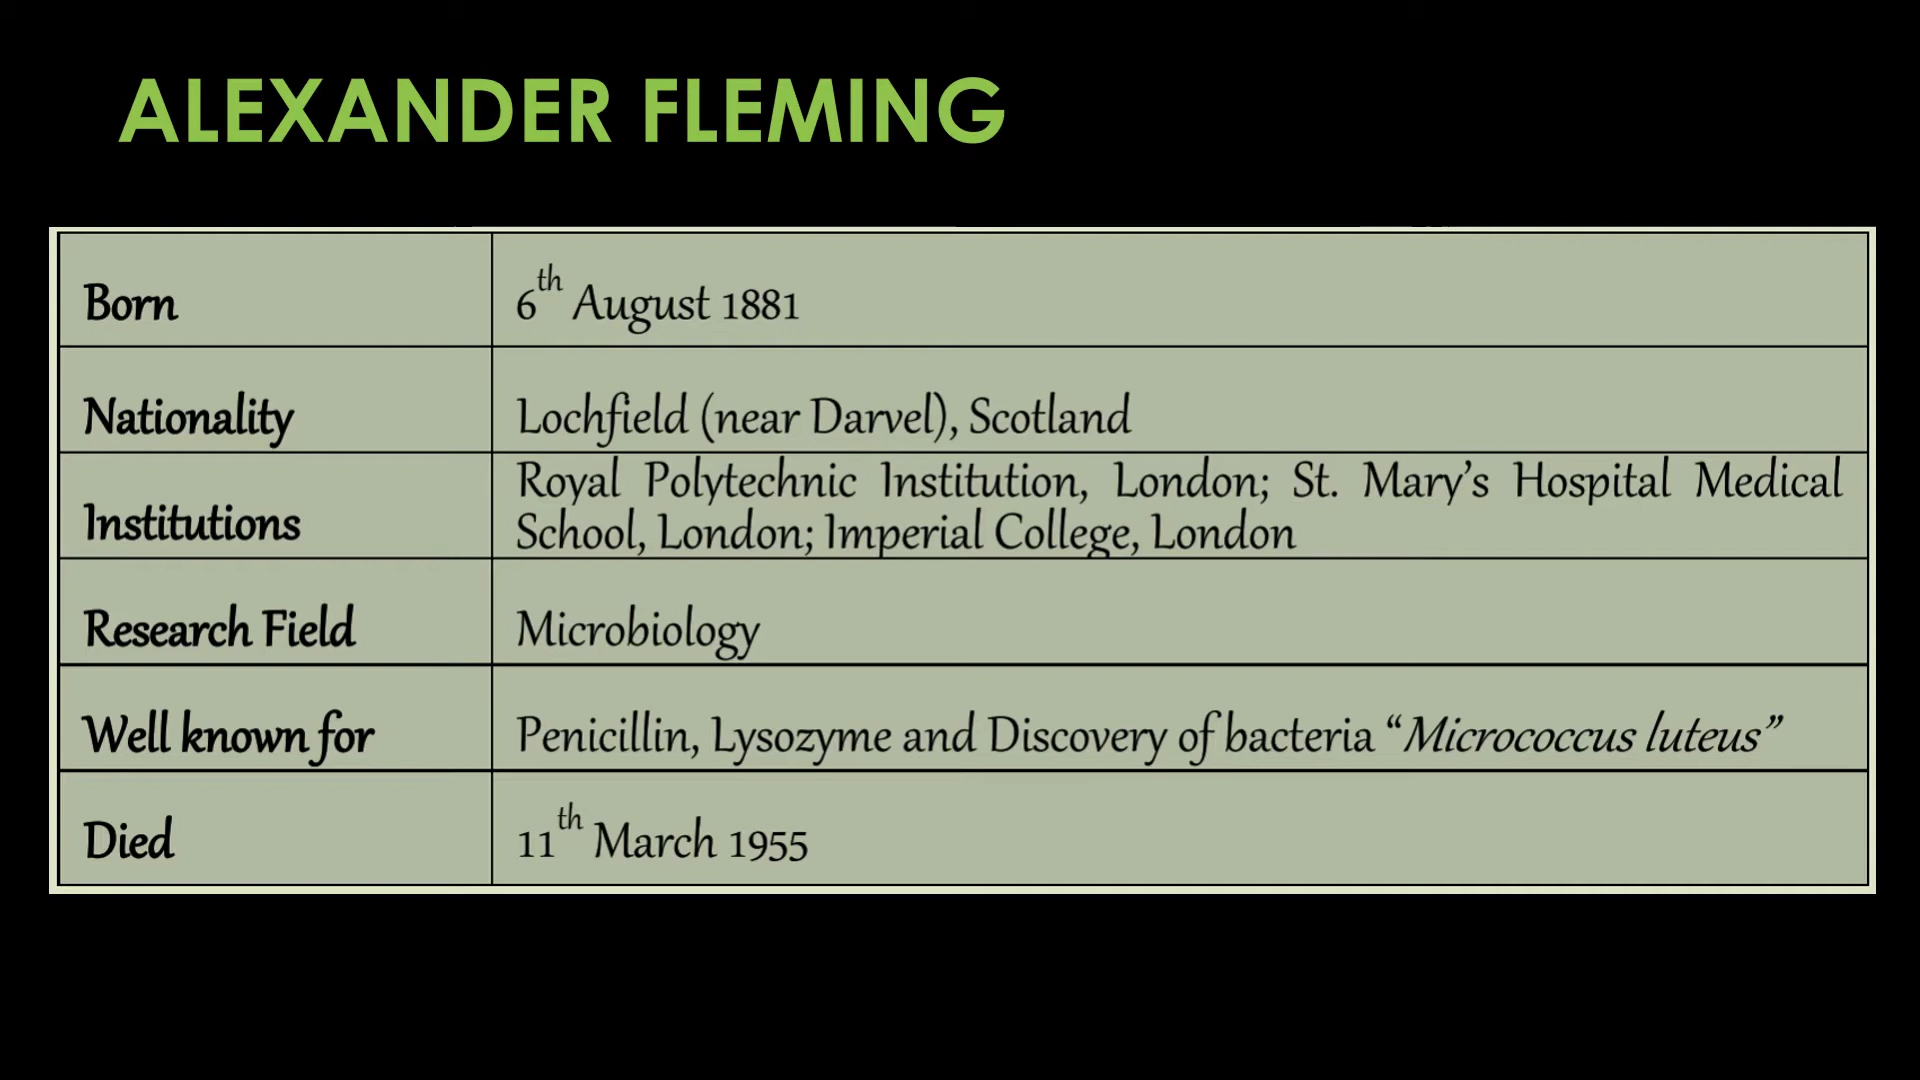 ALEXANDER FLEMING
Born
6th August 1881
Nationality
Lochfield (near Darvel), Scotland
Institutions
Royal Polytechnic Institution, London; St. Mary’s Hospital Medical
School, London; Imperial College, London
Research Field
Microbiology
Well known for
Penicillin, Lysozyme and Discovery of bacteria “Micrococcus luteus”
Died
11th March 1955